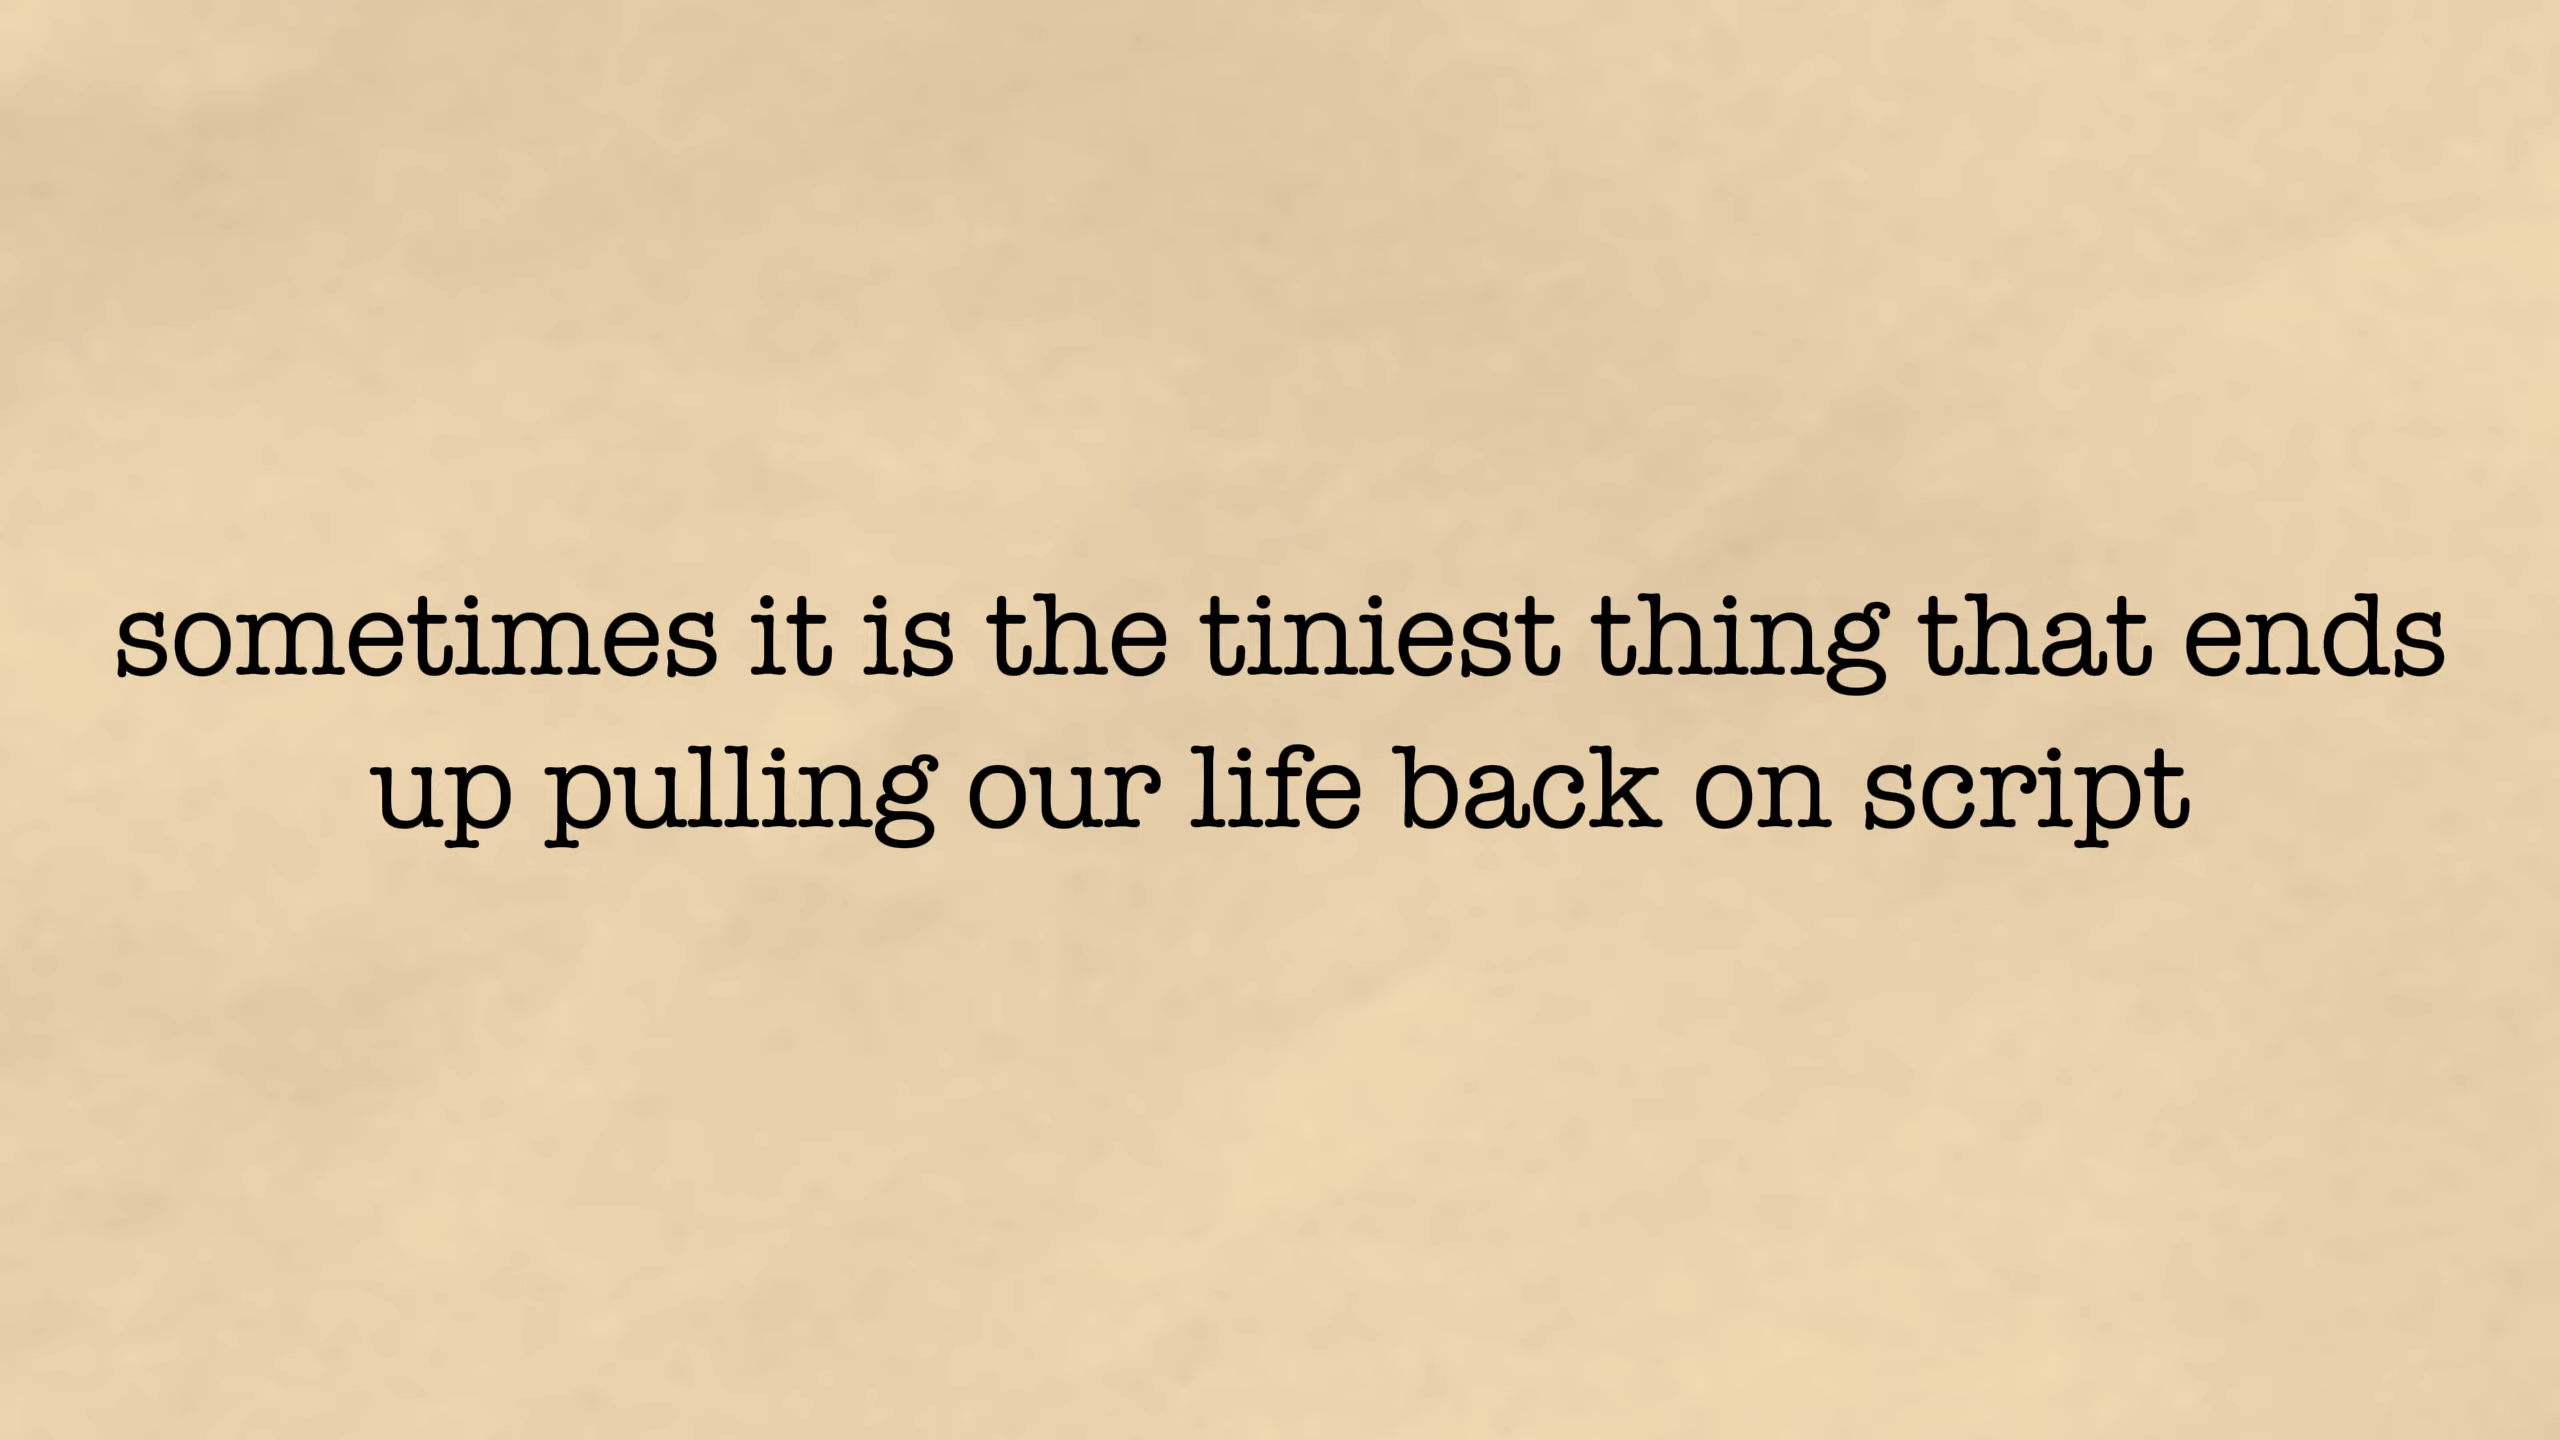 sometimes it is the tiniest thing that ends
up pulling our life back on script